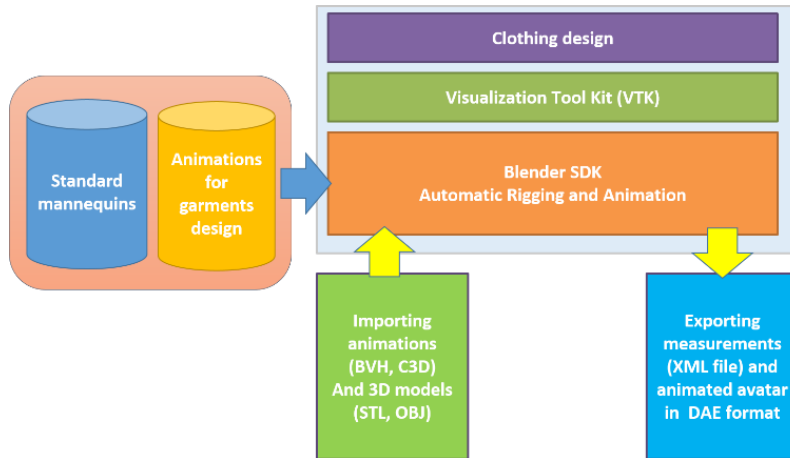 Clothing design
Visualization Tool Kit (VTK)
Blender SDK
Automatic Rigging and Animation
Standard
mannequins
Animations
for
garments
design
Importing
animations
(BVH, C3D)
And 3D models
(STL, OBJ)
Exporting
measurements
(XML file) and
animated avatar
in DAE format